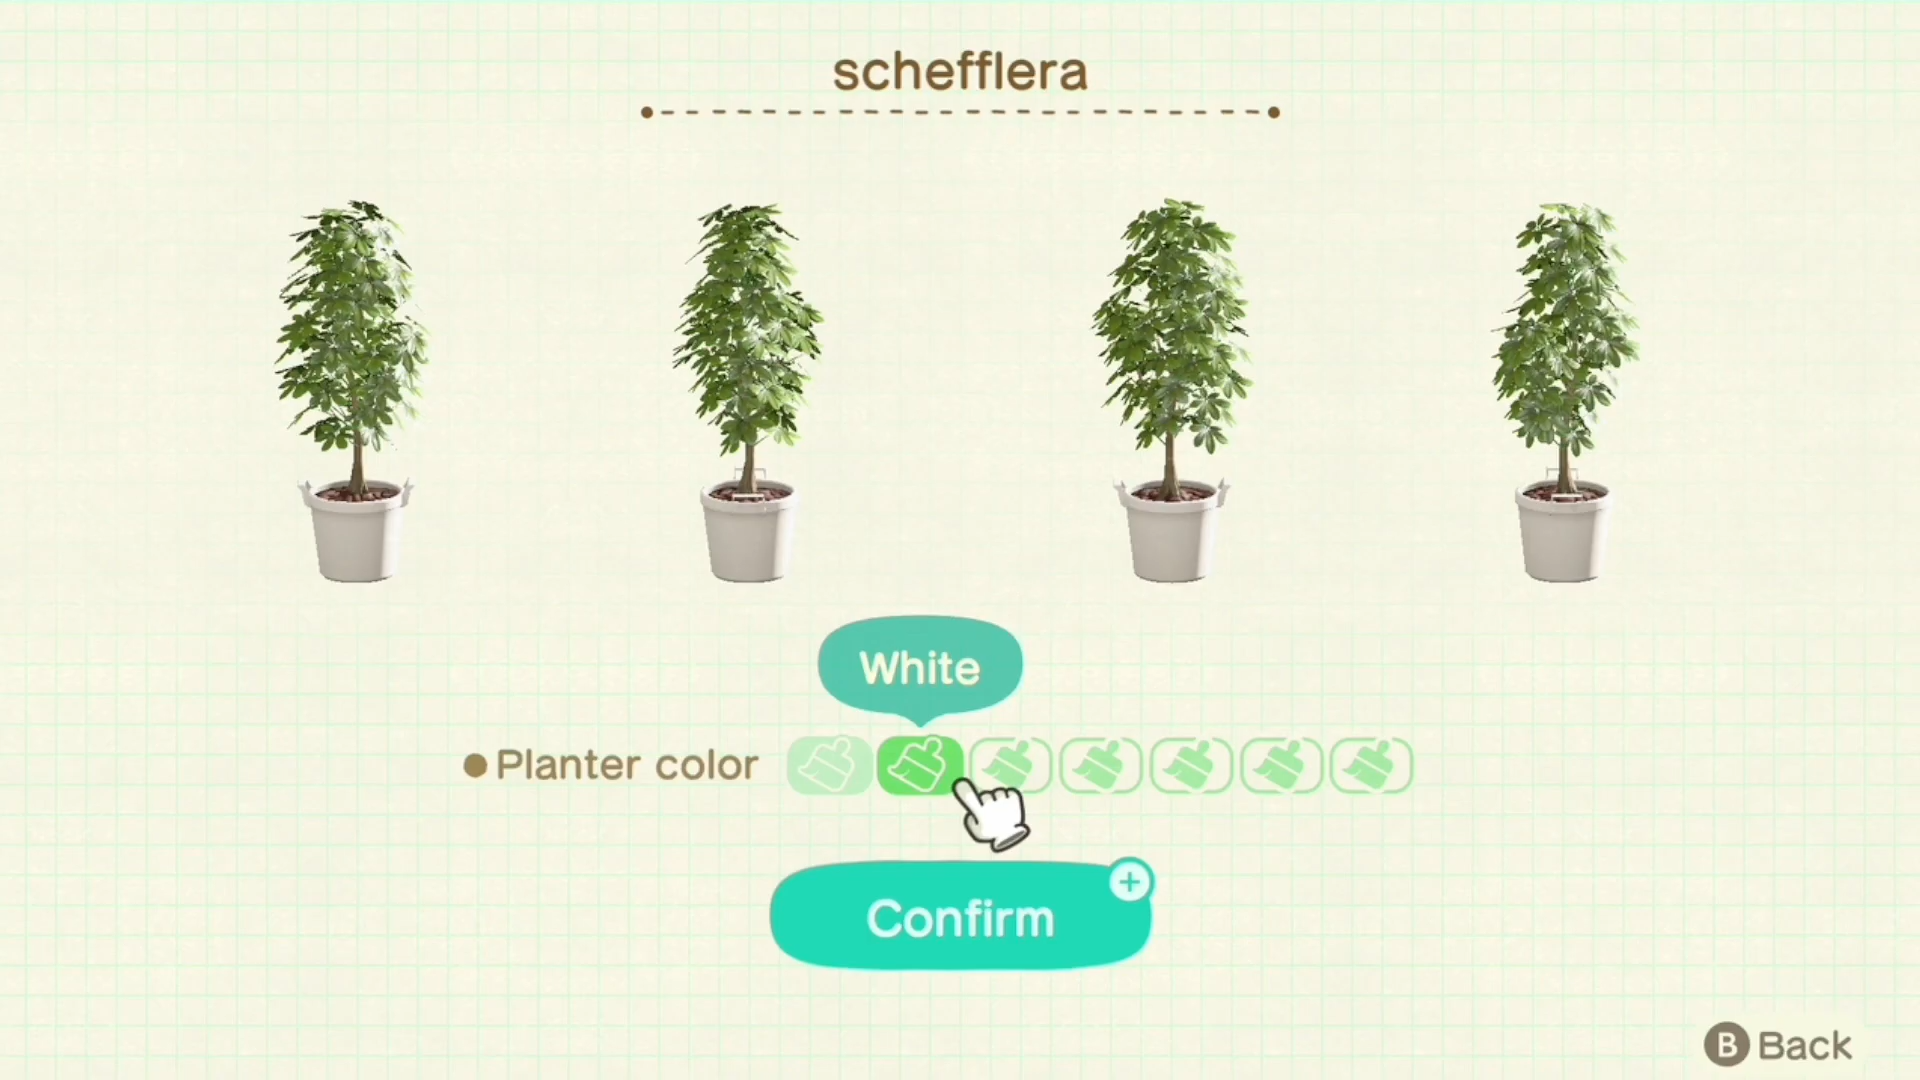 schefflera
White
Planter color
Confirm
+
B Back